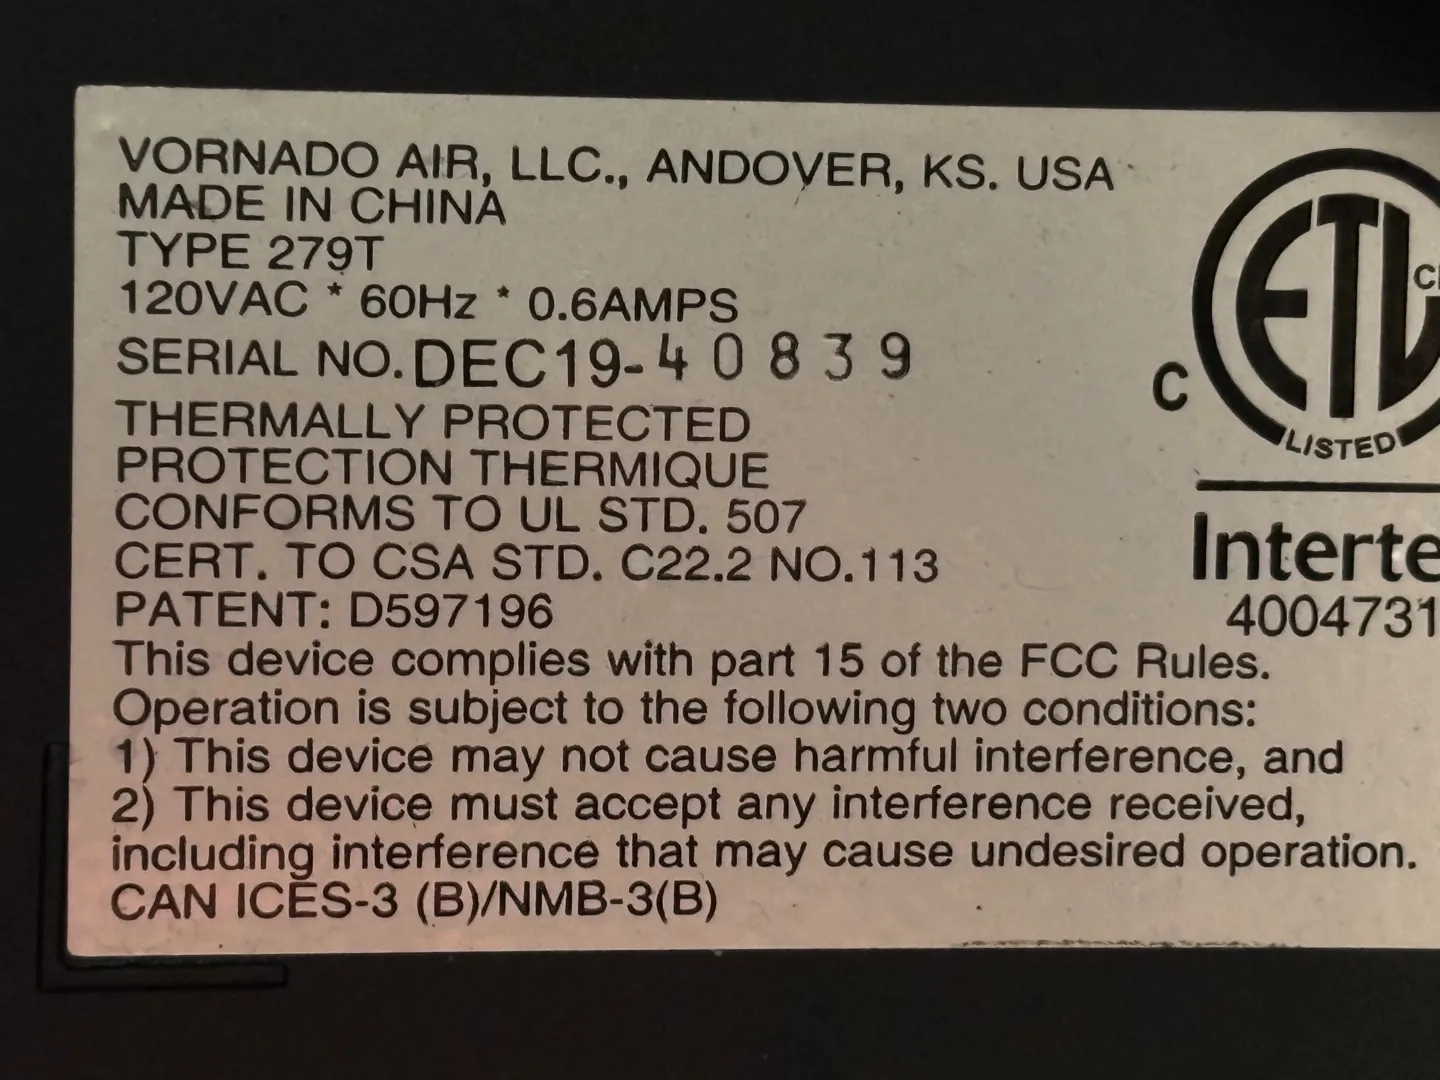 VORNADO AIR, LLC., ANDOVER, KS. USA
MADE IN CHINA
TYPE 279T
120VAC * 60Hz * 0.6AMPS
SERIAL NO. DEC19-40839
THERMALLY PROTECTED
PROTECTION THERMIQUE
CONFORMS TO UL STD. 507
CERT. TO CSA STD. C22.2 NO.113
PATENT: D597196
This device complies with part 15 of the FCC Rules.
Operation is subject to the following two conditions:
1) This device may not cause harmful interference, and
2) This device must accept any interference received,
including interference that may cause undesired operation.
CAN ICES-3 (B)/NMB-3(B)
C
ETL
LISTED
4004731